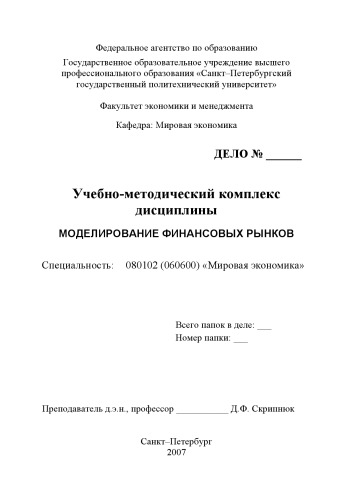 Федеральное агентство по образованию
Государственное образовательное учреждение высшего
профессионального образования «Санкт–Петербургский
государственный политехнический университет»
Факультет экономики и менеджмента
Кафедра: Мировая экономика
ДЕЛО № ______
Учебно-методический комплекс
дисциплины
МОДЕЛИРОВАНИЕ ФИНАНСОВЫХ РЫНКОВ
Специальность: 080102 (060600) «Мировая экономика»
Всего папок в деле: ___
Номер папки: ___
Преподаватель д.э.н., профессор ___________ Д.Ф. Скрипнюк
Санкт–Петербург
2007